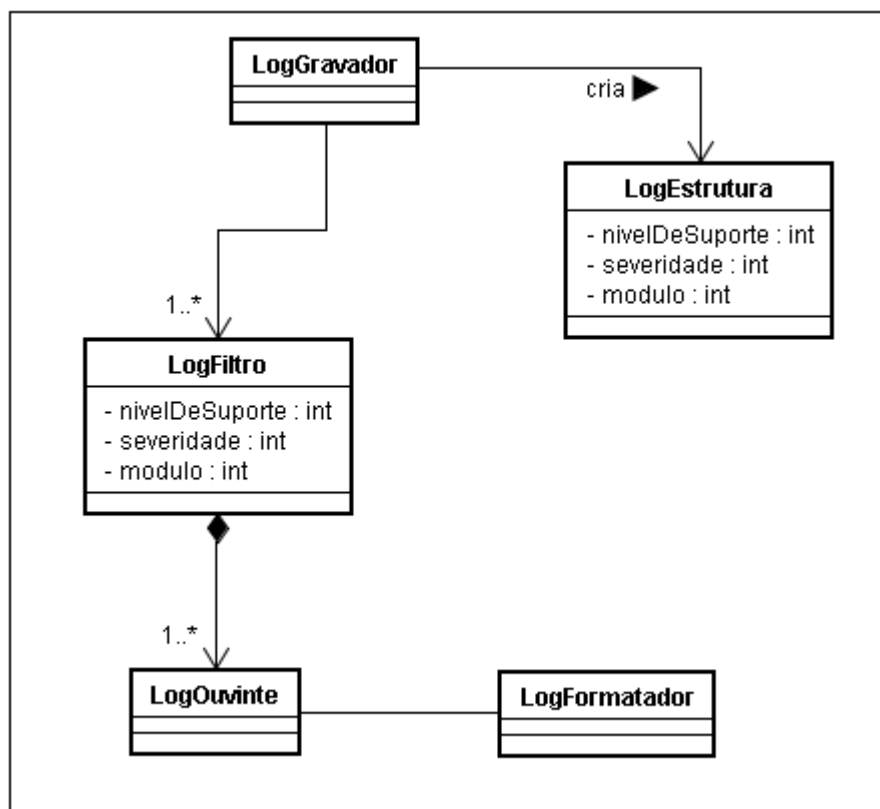 LogGravador
cria ▶
LogEstrutura
- nivelDeSuporte : int
- severidade : int
- modulo : int
1..*
LogFiltro
- nivelDeSuporte : int
- severidade : int
- modulo : int
1..*
LogOuvinte
LogFormatador